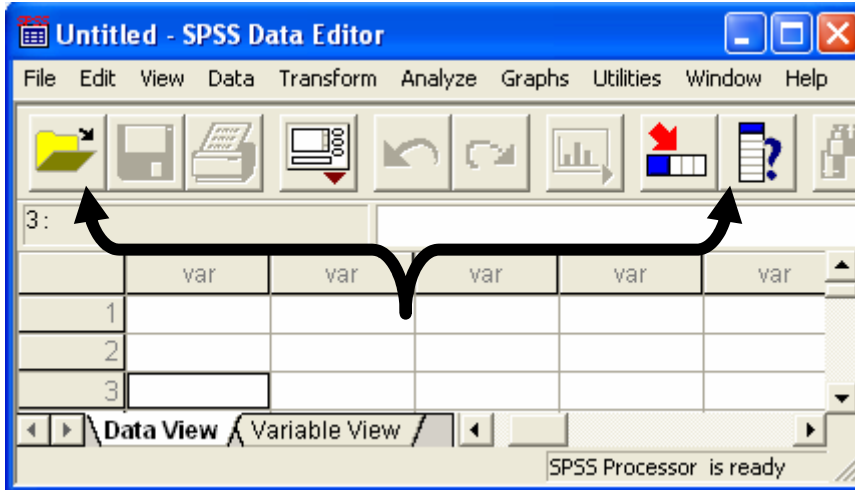 SPSS
Untitled - SPSS Data Editor
File Edit View Data Transform Analyze Graphs Utilities Window Help
?
3:
var var var var var
1
2
3
Data View Variable View
SPSS Processor is ready